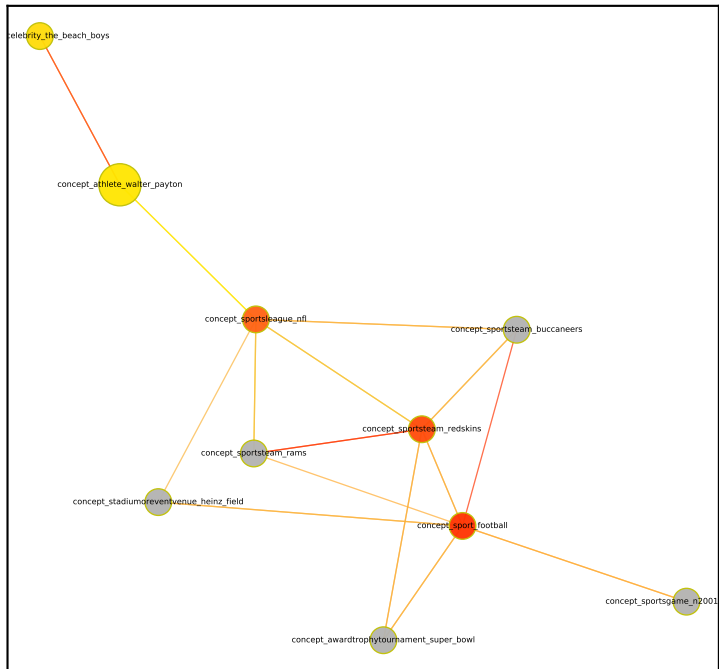 celebrity_the_beach_boys
concept_athlete_walter_payton
concept_sportsleague_nfl
concept_sportsteam_buccaneers
concept_sportsteam_redskins
concept_sportsteam_rams
concept_stadiumoreventvenue_heinz_field
concept_sport_football
concept_sportsgame_n2001
concept_awardtrophytournament_super_bowl